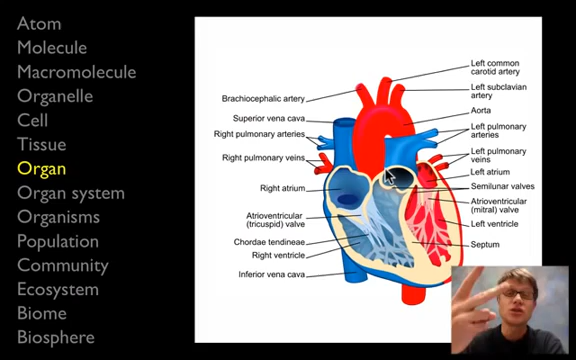 Atom
Molecule
Macromolecule
Organelle
Cell
Tissue
Organ
Organ system
Organisms
Population
Community
Ecosystem
Biome
Biosphere
Brachiocephalic artery
Superior vena cava
Right pulmonary arteries
Right pulmonary veins
Right atrium
Atrioventricular
(tricuspid) valve
Chordae tendineae
Right ventricle
Inferior vena cava
Left common
carotid artery
Left subclavian
artery
Aorta
Left pulmonary
arteries
Left pulmonary
veins
Left atrium
Semilunar valves
Atrioventricular
(mitral) valve
Left ventricle
Septum